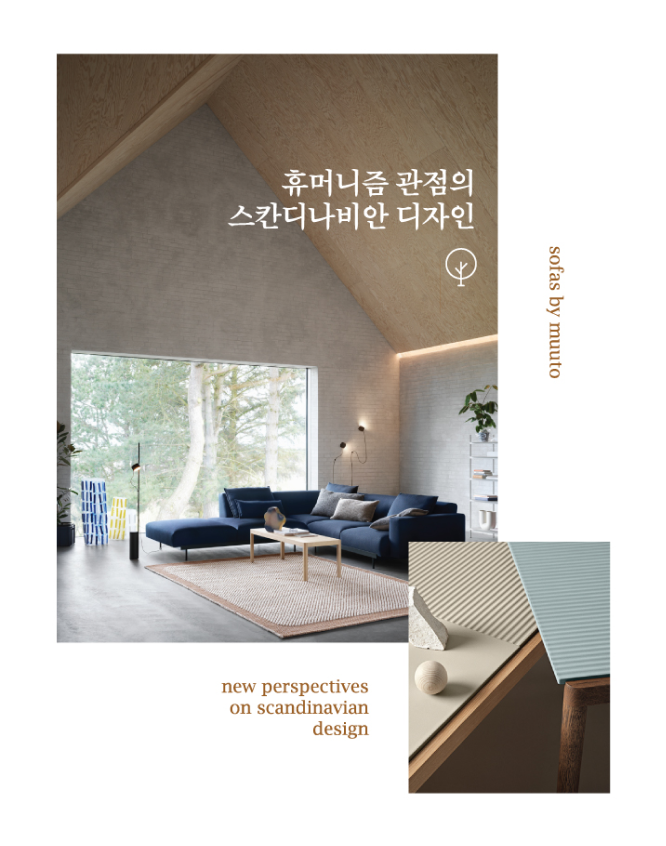 휴머니즘 관점의
스칸디나비안 디자인
sofas by muuto
new perspectives
on scandinavian
design